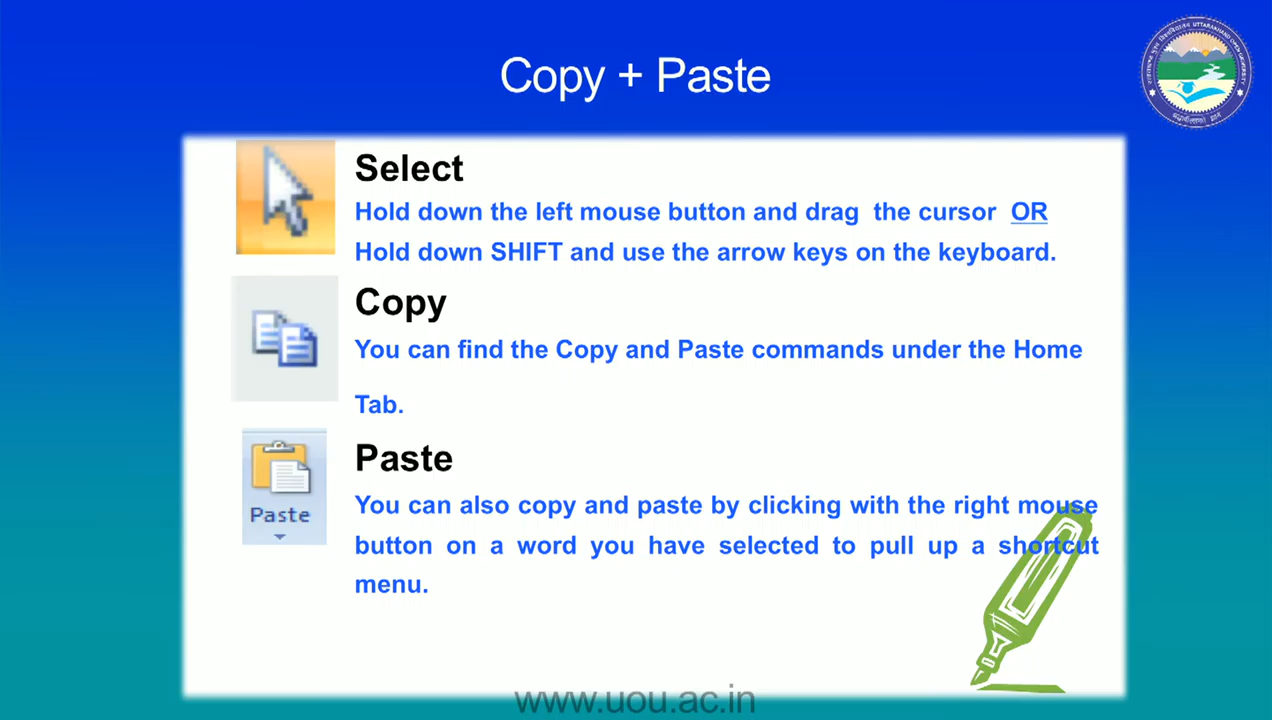 Copy + Paste
UTTARAKHAND OPEN UNIVERSITY
Select
Hold down the left mouse button and drag the cursor OR
Hold down SHIFT and use the arrow keys on the keyboard.
Copy
You can find the Copy and Paste commands under the Home
Tab.
Paste
Paste
You can also copy and paste by clicking with the right mouse
button on a word you have selected to pull up a shortcut
menu.
www.uou.ac.in